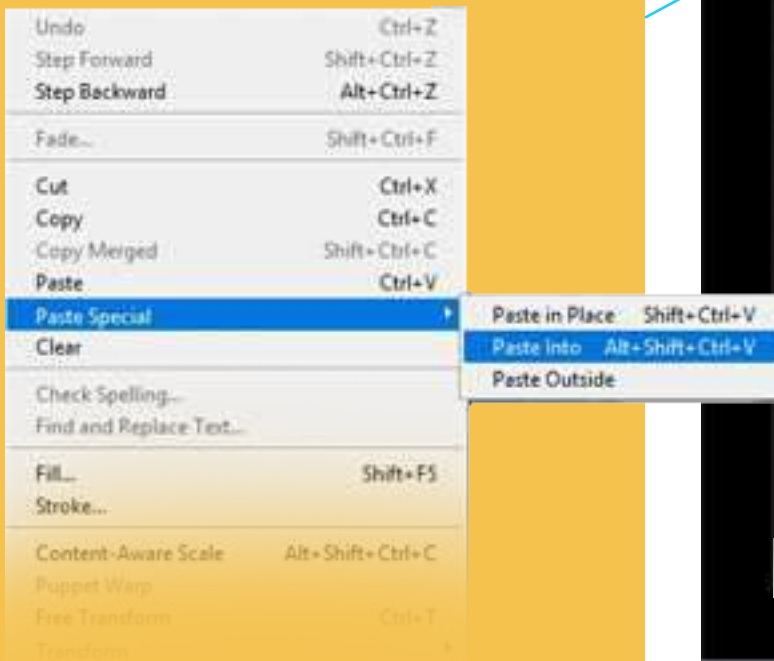 Undo Ctrl+Z
Step Forward Shift+Ctrl+Z
Step Backward Alt+Ctrl+Z
Fade... Shift+Ctrl+F
Cut Ctrl+X
Copy Ctrl+C
Copy Merged Shift+Ctrl+C
Paste Ctrl+V
Paste Special
Paste in Place Shift+Ctrl+V
Paste Into Alt+Shift+Ctrl+V
Paste Outside
Clear
Check Spelling...
Find and Replace Text...
Fill... Shift+F5
Stroke...
Content-Aware Scale Alt+Shift+Ctrl+C
Puppet Warp
Free Transform Ctrl+T
Transform